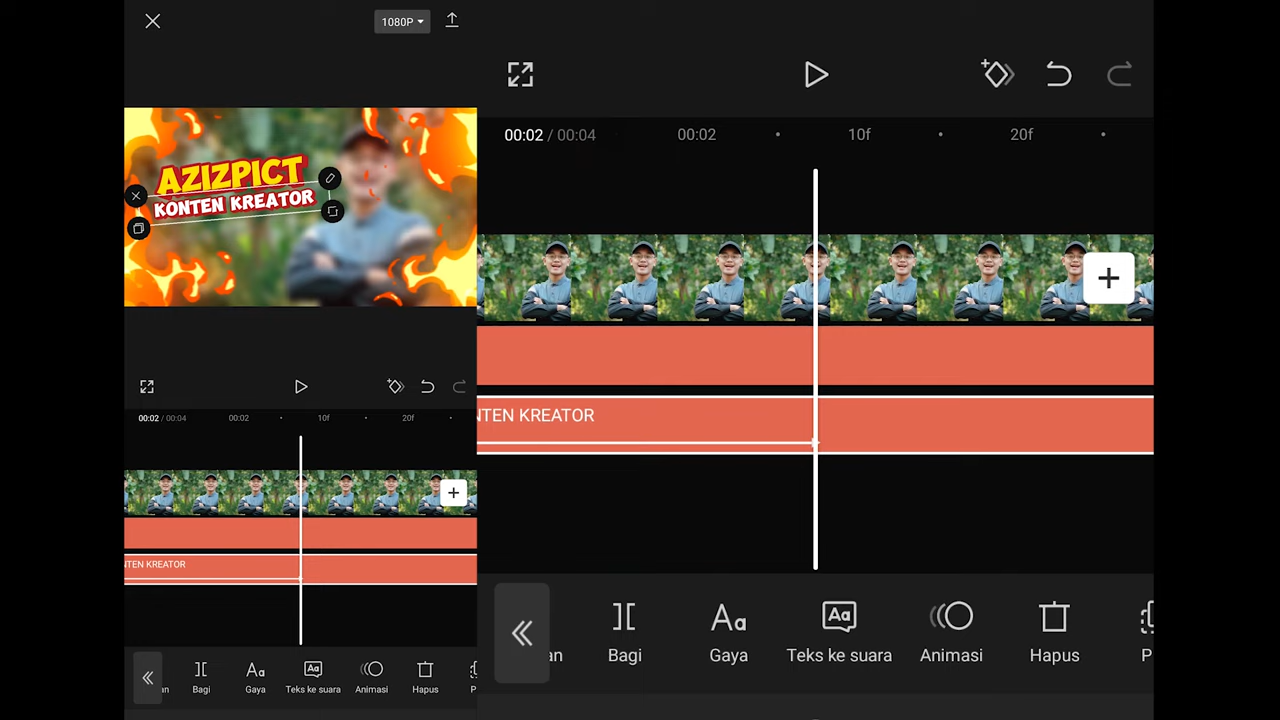 1080P
AZIZPICT
KONTEN KREATOR
00:02 / 00:04 00:02 10f 20f
NTEN KREATOR
an Bagi Gaya Teks ke suara Animasi Hapus P
00:02 / 00:04 00:02 10f 20f
NTEN KREATOR
an Bagi Gaya Teks ke suara Animasi Hapus P